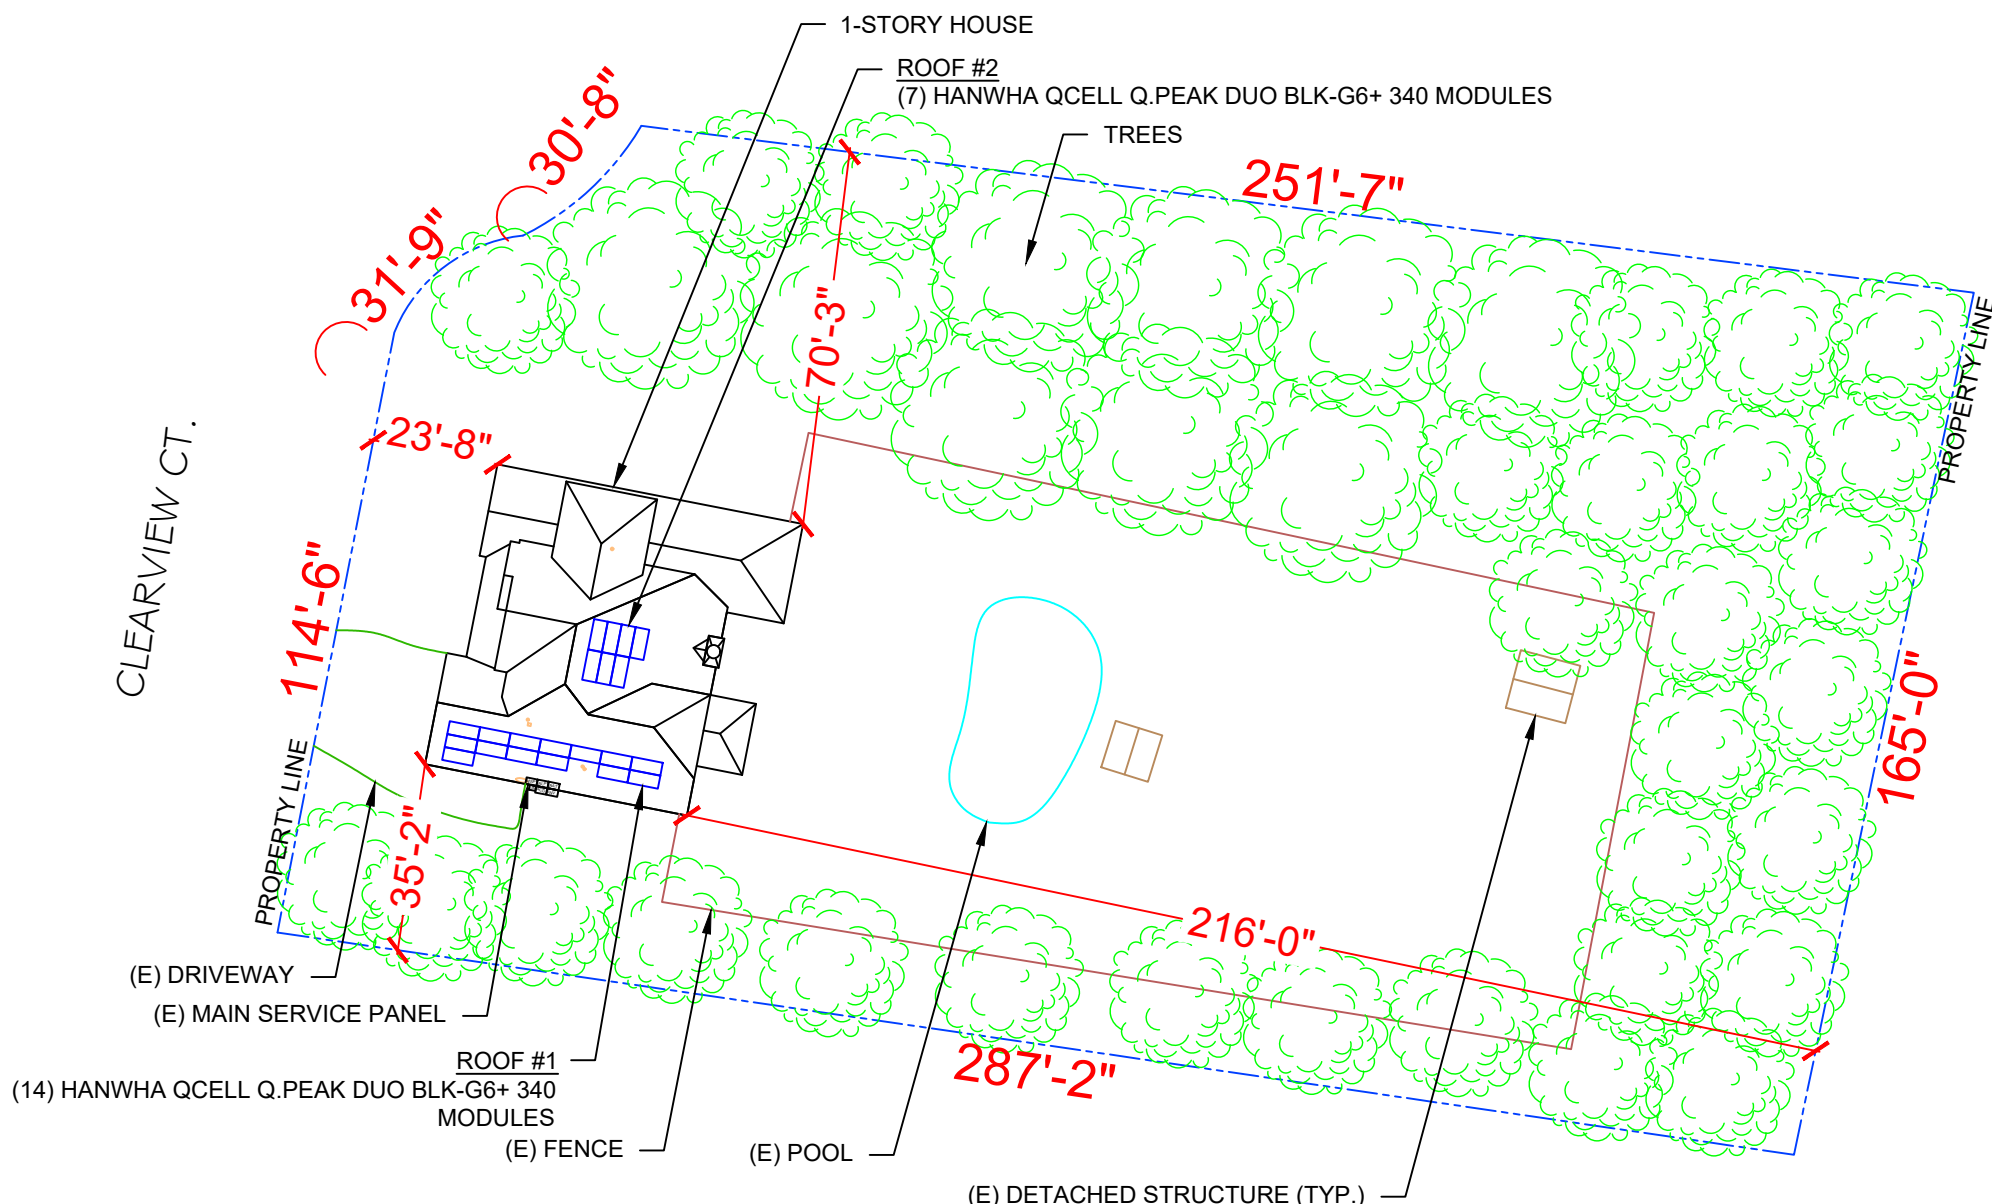 1-STORY HOUSE
ROOF #2
(7) HANWHA QCELL Q.PEAK DUO BLK-G6+ 340 MODULES
TREES
30'-8"
31'-9"
251'-7"
70'-3"
23'-8"
PROPERTY LINE
CLEARVIEW CT.
114'-6"
165'-0"
PROPERTY LINE
35'-2"
216'-0"
287'-2"
(E) DRIVEWAY
(E) MAIN SERVICE PANEL
ROOF #1
(14) HANWHA QCELL Q.PEAK DUO BLK-G6+ 340
MODULES
(E) FENCE
(E) POOL
(E) DETACHED STRUCTURE (TYP.)